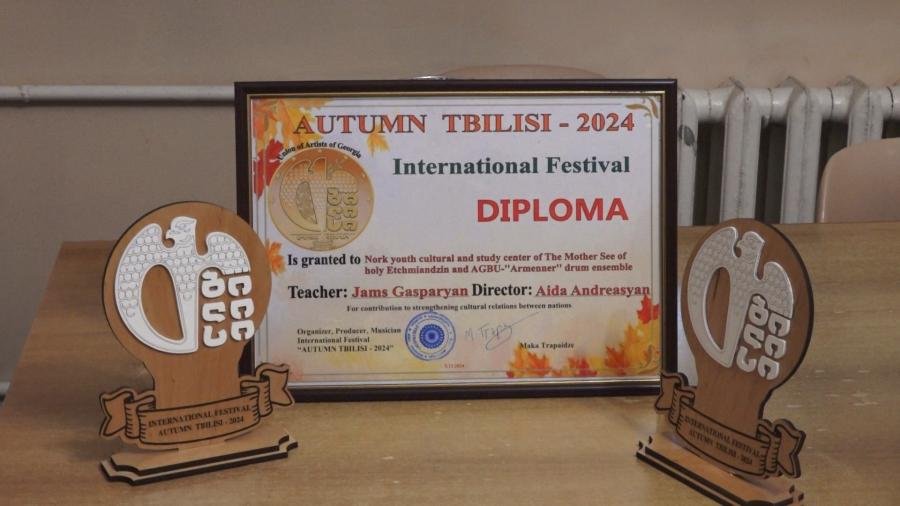 AUTUMN TBILISI - 2024
Union of Artists of Georgia
International Festival
DIPLOMA
Is granted to Nork youth cultural and study center of The Mother See of
holy Etchmiandzin and AGBU-"Armenner" drum ensemble
Teacher: Jams Gasparyan Director: Aida Andreasyan
For contribution to strengthening cultural relations between nations
Organizer, Producer, Musician
International Festival
"AUTUMN TBILISI - 2024"
Maka Trapaidze
INTERNATIONAL FESTIVAL
AUTUMN TBILISI - 2024
INTERNATIONAL FESTIVAL
AUTUMN TBILISI - 2024